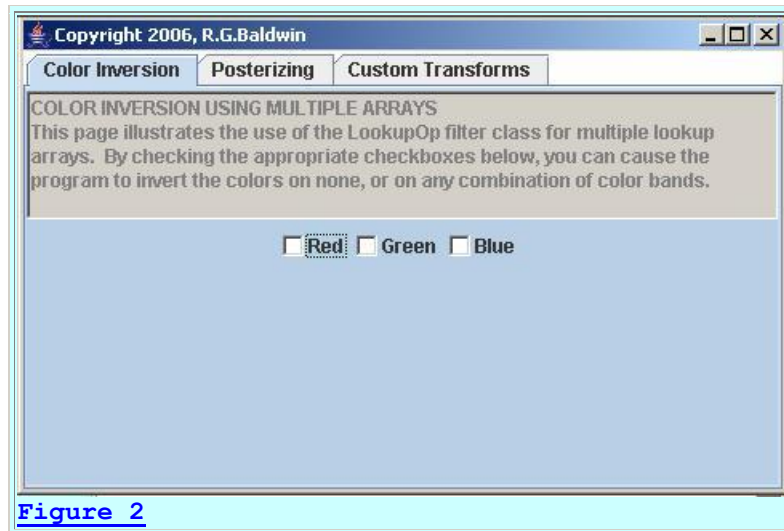 Copyright 2006, R.G.Baldwin
Color Inversion Posterizing Custom Transforms
COLOR INVERSION USING MULTIPLE ARRAYS
This page illustrates the use of the LookupOp filter class for multiple lookup
arrays. By checking the appropriate checkboxes below, you can cause the
program to invert the colors on none, or on any combination of color bands.
Red Green Blue
Figure 2